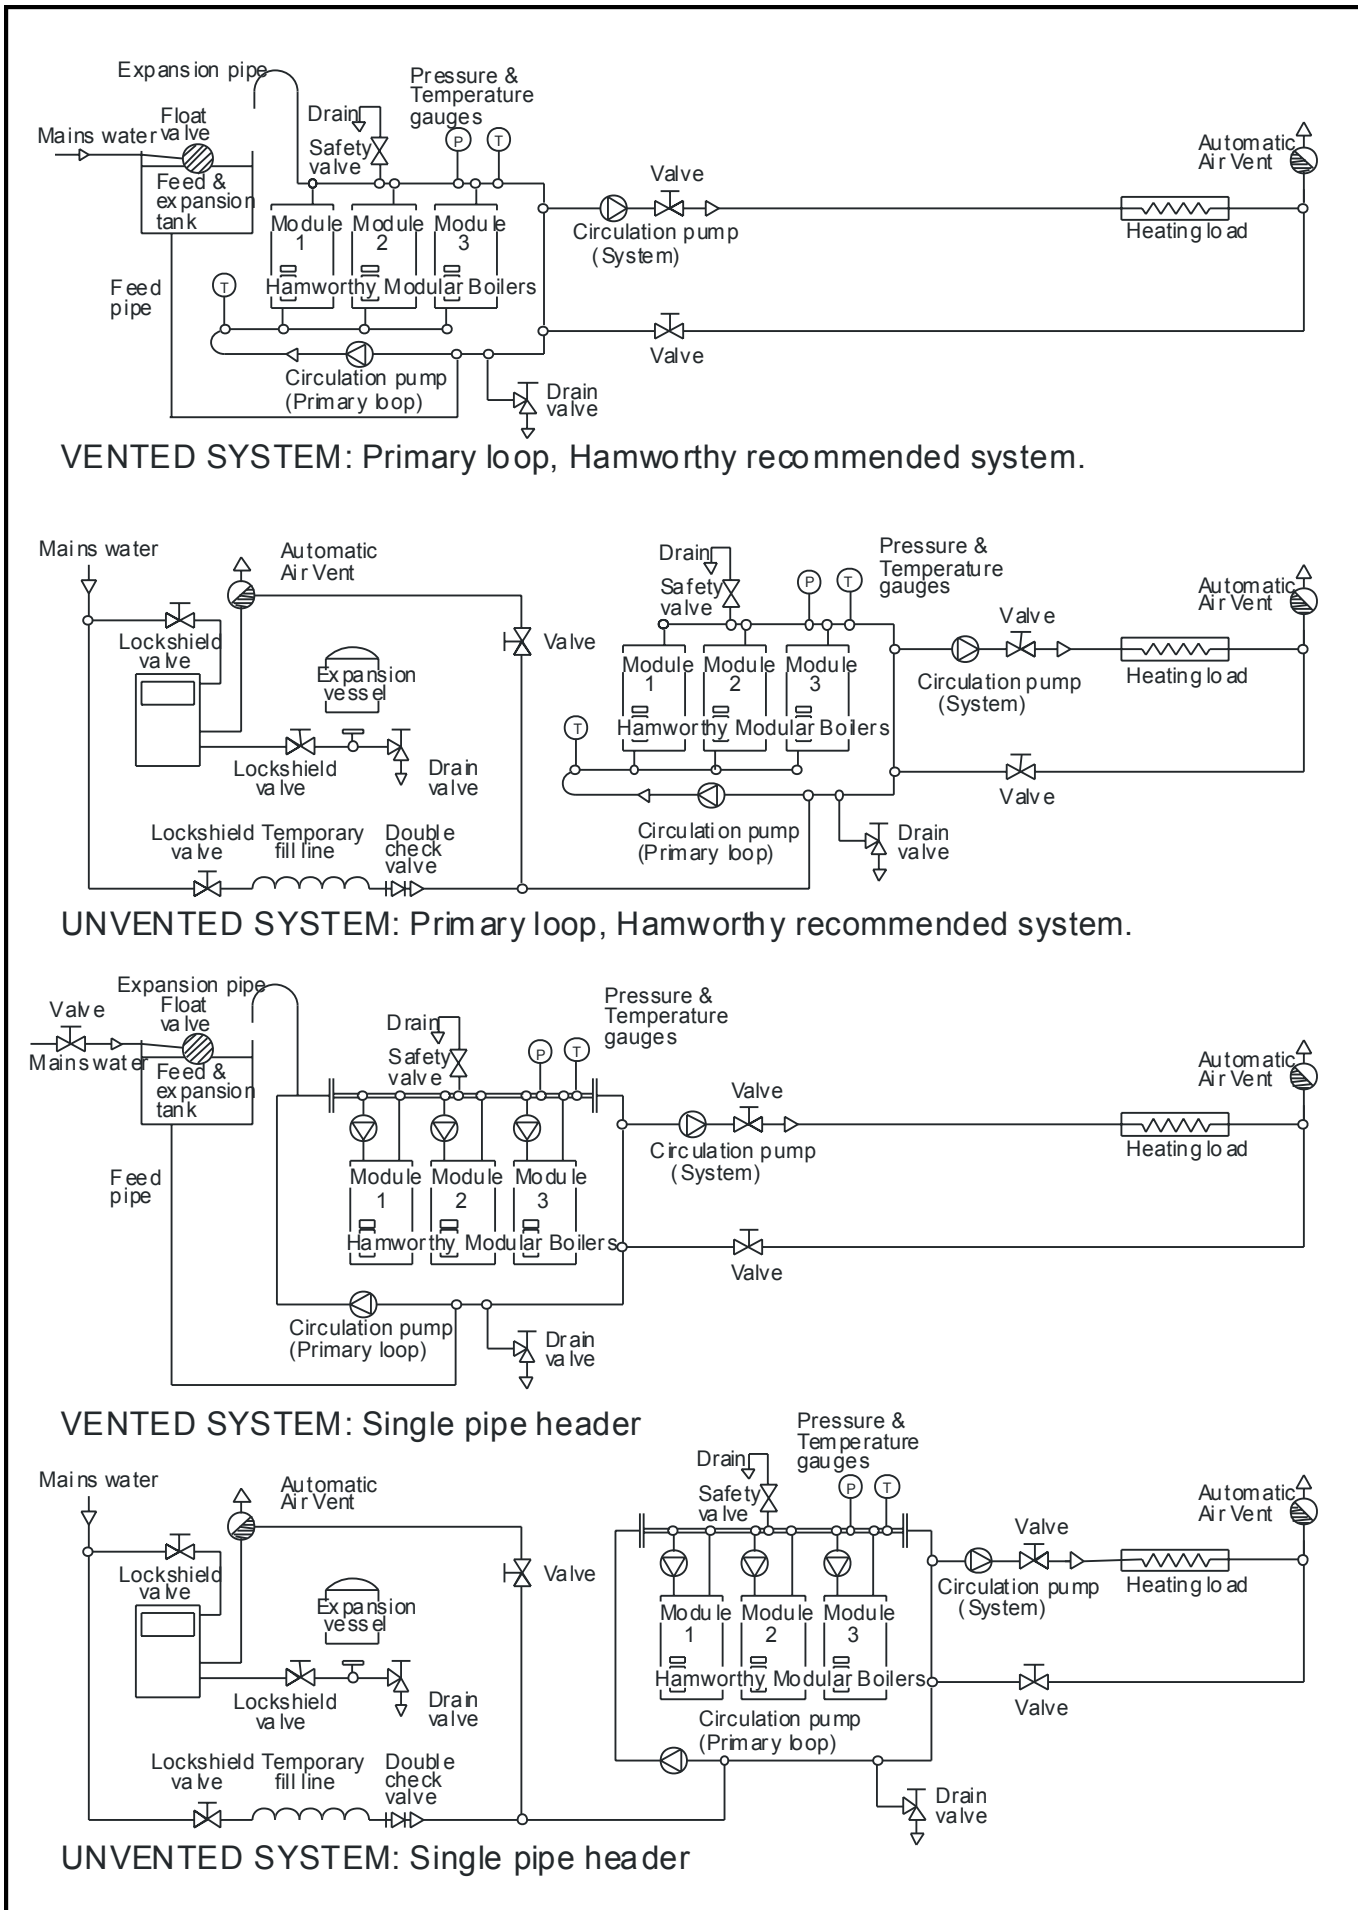 Expansion pipe
Float
valve
Mains water
Feed &
expansion
tank
Feed
pipe
Drain
Safety
valve
Pressure &
Temperature
gauges
P
T
Module
1
Module
2
Module
3
Hamworthy Modular Boilers
T
Circulation pump
(Primary loop)
Drain
valve
Valve
Circulation pump
(System)
Valve
Automatic
Air Vent
Heating load
VENTED SYSTEM: Primary loop, Hamworthy recommended system.
Mains water
Automatic
Air Vent
Lockshield
valve
Expansion
vessel
Valve
Lockshield
valve
Drain
valve
Lockshield
valve
Temporary
fill line
Double
check
valve
Drain
Safety
valve
Pressure &
Temperature
gauges
P
T
Module
1
Module
2
Module
3
Hamworthy Modular Boilers
T
Circulation pump
(Primary loop)
Drain
valve
Valve
Circulation pump
(System)
Valve
Automatic
Air Vent
Heating load
UNVENTED SYSTEM: Primary loop, Hamworthy recommended system.
Expansion pipe
Float
valve
Valve
Mains water
Feed &
expansion
tank
Feed
pipe
Drain
Safety
valve
Pressure &
Temperature
gauges
P
T
Module
1
Module
2
Module
3
Hamworthy Modular Boilers
Circulation pump
(Primary loop)
Drain
valve
Valve
Circulation pump
(System)
Valve
Automatic
Air Vent
Heating load
VENTED SYSTEM: Single pipe header
Mains water
Automatic
Air Vent
Lockshield
valve
Expansion
vessel
Valve
Lockshield
valve
Drain
valve
Lockshield
valve
Temporary
fill line
Double
check
valve
Drain
Safety
valve
Pressure &
Temperature
gauges
P
T
Module
1
Module
2
Module
3
Hamworthy Modular Boilers
Circulation pump
(Primary loop)
Drain
valve
Valve
Circulation pump
(System)
Valve
Automatic
Air Vent
Heating load
UNVENTED SYSTEM: Single pipe header